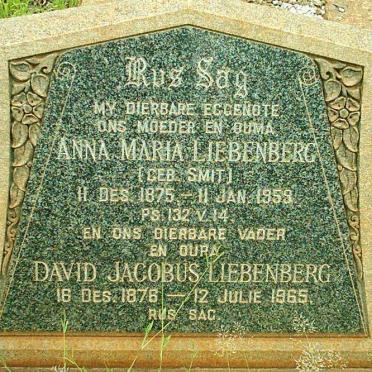 Rus Sag
MY DIERBARE EGGENOTE
ONS MOEDER EN OUMA
ANNA MARIA LIEBENBERG
(GEB. SMIT)
11 DES. 1875 — 11 JAN. 1959.
PS. 132 V. 14.
EN ONS DIERBARE VADER
EN OUPA
DAVID JACOBUS LIEBENBERG
16 DES. 1876 — 12 JULIE 1965.
RUS SAG.